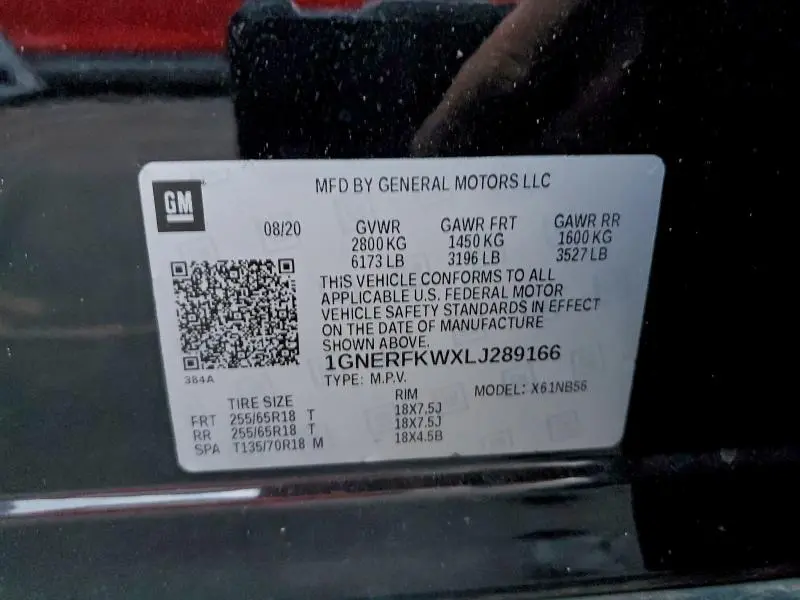 GM
MFD BY GENERAL MOTORS LLC
08/20
GVWR GAWR FRT GAWR RR
2800 KG 1450 KG 1600 KG
6173 LB 3196 LB 3527 LB
THIS VEHICLE CONFORMS TO ALL
APPLICABLE U.S. FEDERAL MOTOR
VEHICLE SAFETY STANDARDS IN EFFECT
ON THE DATE OF MANUFACTURE
SHOWN ABOVE.
1GNERFKWXLJ289166
384A
TYPE: M.P.V. MODEL: X61NB56
TIRE SIZE RIM
FRT 255/65R18 T 18X7.5J
RR 255/65R18 T 18X7.5J
SPA T135/70R18 M 18X4.5B